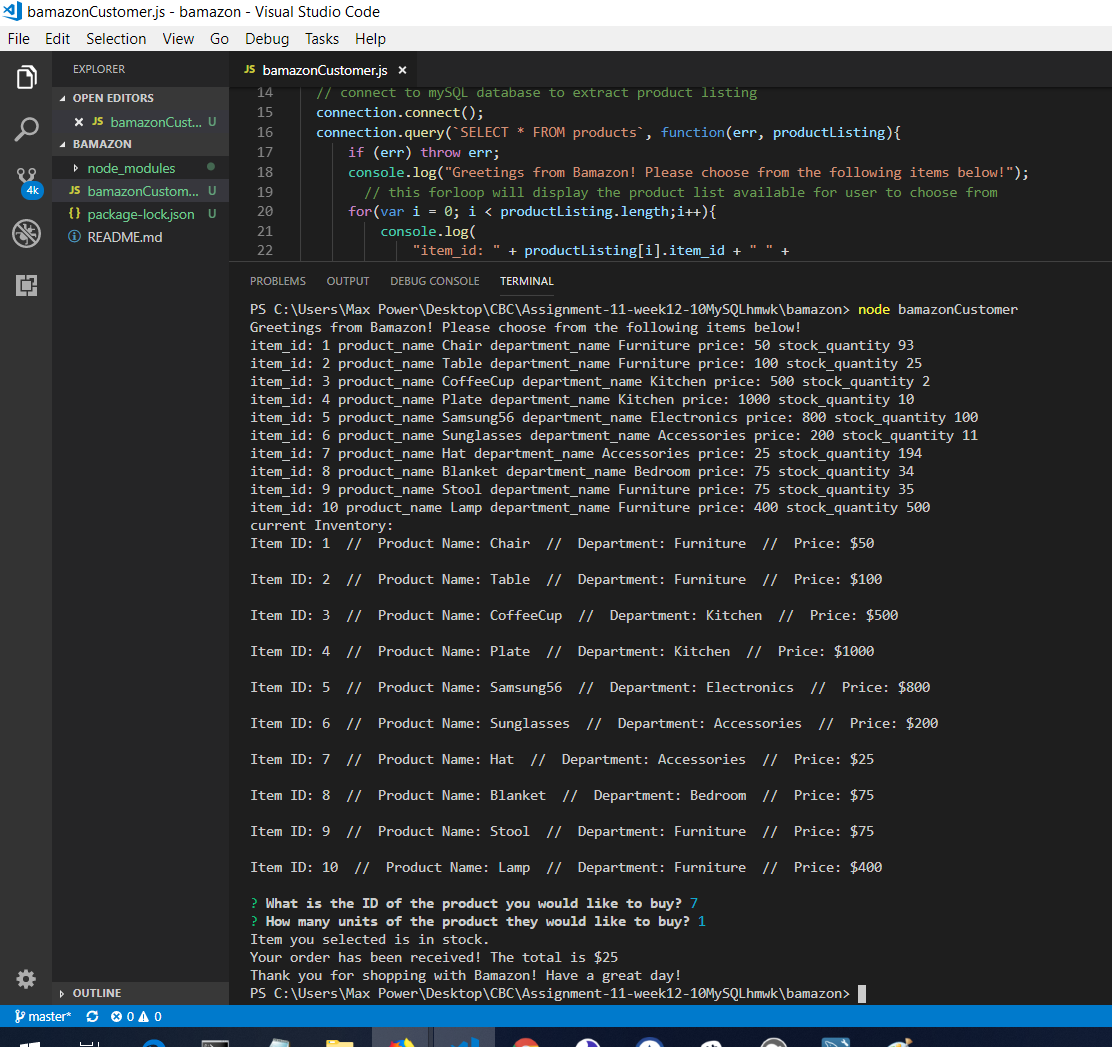 bamazonCustomer.js - bamazon - Visual Studio Code
File Edit Selection View Go Debug Tasks Help
EXPLORER
OPEN EDITORS
JS bamazonCust... U
BAMAZON
node_modules
JS bamazonCustom... U
{} package-lock.json U
README.md
4k
OUTLINE
JS bamazonCustomer.js
14 // connect to mySQL database to extract product listing
15 connection.connect();
16 connection.query(`SELECT * FROM products`, function(err, productListing){
17 if (err) throw err;
18 console.log("Greetings from Bamazon! Please choose from the following items below!");
19 // this forloop will display the product list available for user to choose from
20 for(var i = 0; i < productListing.length;i++){
21 console.log(
22 "item_id: " + productListing[i].item_id + " " +
PROBLEMS OUTPUT DEBUG CONSOLE TERMINAL
PS C:\Users\Max Power\Desktop\CBC\Assignment-11-week12-10MySQLhmwk\bamazon> node bamazonCustomer
Greetings from Bamazon! Please choose from the following items below!
item_id: 1 product_name Chair department_name Furniture price: 50 stock_quantity 93
item_id: 2 product_name Table department_name Furniture price: 100 stock_quantity 25
item_id: 3 product_name CoffeeCup department_name Kitchen price: 500 stock_quantity 2
item_id: 4 product_name Plate department_name Kitchen price: 1000 stock_quantity 10
item_id: 5 product_name Samsung56 department_name Electronics price: 800 stock_quantity 100
item_id: 6 product_name Sunglasses department_name Accessories price: 200 stock_quantity 11
item_id: 7 product_name Hat department_name Accessories price: 25 stock_quantity 194
item_id: 8 product_name Blanket department_name Bedroom price: 75 stock_quantity 34
item_id: 9 product_name Stool department_name Furniture price: 75 stock_quantity 35
item_id: 10 product_name Lamp department_name Furniture price: 400 stock_quantity 500
current Inventory:
Item ID: 1 // Product Name: Chair // Department: Furniture // Price: $50
Item ID: 2 // Product Name: Table // Department: Furniture // Price: $100
Item ID: 3 // Product Name: CoffeeCup // Department: Kitchen // Price: $500
Item ID: 4 // Product Name: Plate // Department: Kitchen // Price: $1000
Item ID: 5 // Product Name: Samsung56 // Department: Electronics // Price: $800
Item ID: 6 // Product Name: Sunglasses // Department: Accessories // Price: $200
Item ID: 7 // Product Name: Hat // Department: Accessories // Price: $25
Item ID: 8 // Product Name: Blanket // Department: Bedroom // Price: $75
Item ID: 9 // Product Name: Stool // Department: Furniture // Price: $75
Item ID: 10 // Product Name: Lamp // Department: Furniture // Price: $400
? What is the ID of the product you would like to buy? 7
? How many units of the product they would like to buy? 1
Item you selected is in stock.
Your order has been received! The total is $25
Thank you for shopping with Bamazon! Have a great day!
PS C:\Users\Max Power\Desktop\CBC\Assignment-11-week12-10MySQLhmwk\bamazon>
master* 0 0